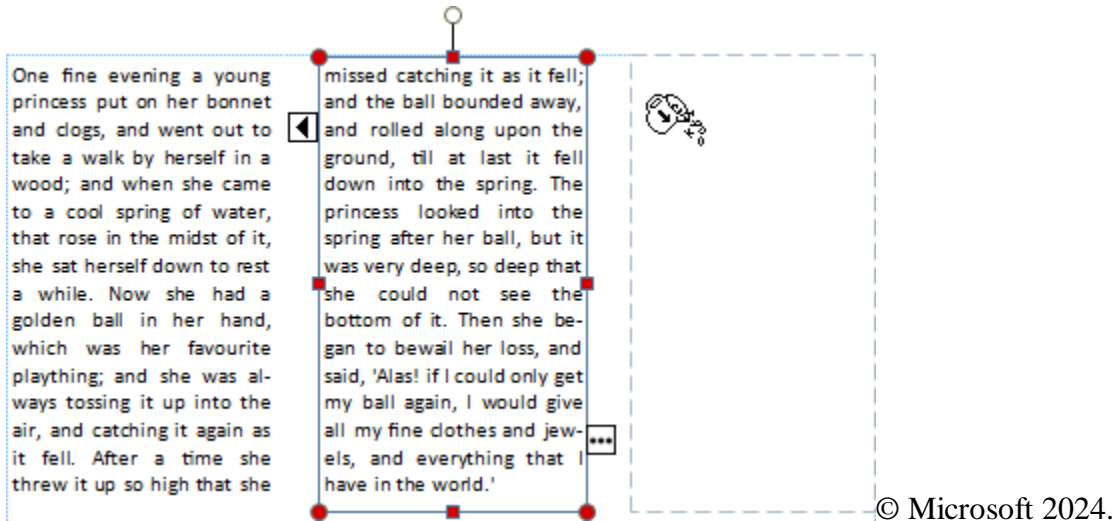 One fine evening a young
princess put on her bonnet
and clogs, and went out to
take a walk by herself in a
wood; and when she came
to a cool spring of water,
that rose in the midst of it,
she sat herself down to rest
a while. Now she had a
golden ball in her hand,
which was her favourite
plaything; and she was al-
ways tossing it up into the
air, and catching it again as
it fell. After a time she
threw it up so high that she
missed catching it as it fell;
and the ball bounded away,
and rolled along upon the
ground, till at last it fell
down into the spring. The
princess looked into the
spring after her ball, but it
was very deep, so deep that
she could not see the
bottom of it. Then she be-
gan to bewail her loss, and
said, 'Alas! if I could only get
my ball again, I would give
all my fine clothes and jew-
els, and everything that I
have in the world.'
© Microsoft 2024.